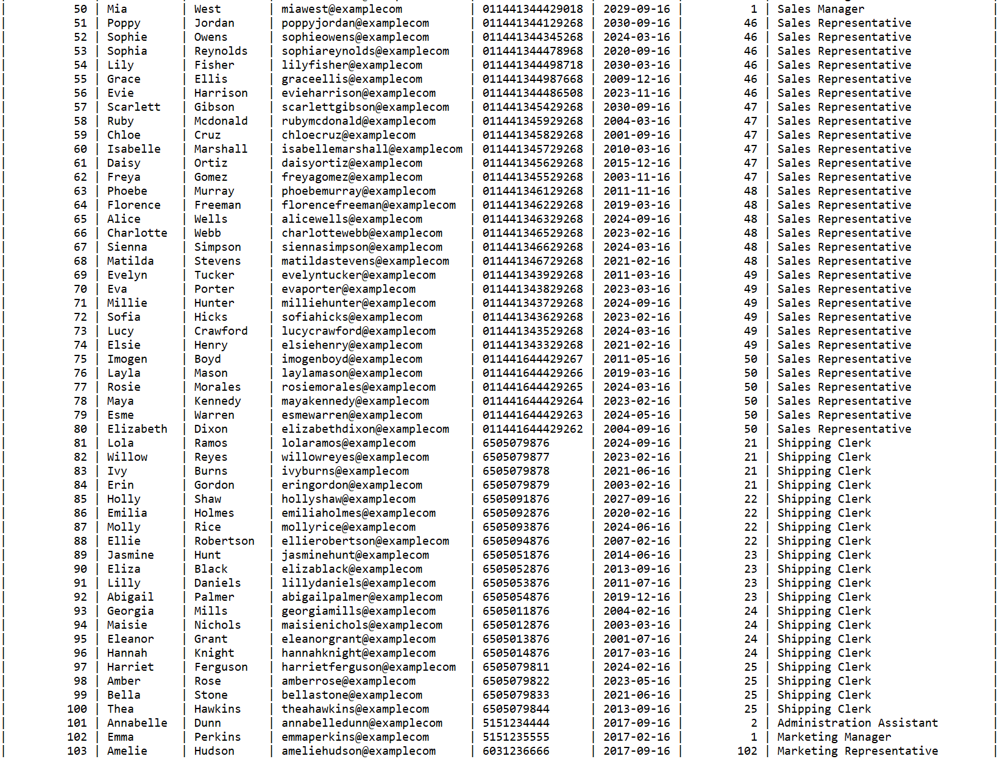 | 50 | Mia | West | miawest@examplecom | 011441344429018 | 2029-09-16 | 1 | Sales Manager |
| 51 | Poppy | Jordan | poppyjordan@examplecom | 011441344129268 | 2030-09-16 | 46 | Sales Representative |
| 52 | Sophie | Owens | sophieowens@examplecom | 011441344345268 | 2024-03-16 | 46 | Sales Representative |
| 53 | Sophia | Reynolds | sophiareynolds@examplecom | 011441344478968 | 2020-09-16 | 46 | Sales Representative |
| 54 | Lily | Fisher | lilyfisher@examplecom | 011441344498718 | 2030-03-16 | 46 | Sales Representative |
| 55 | Grace | Ellis | graceellis@examplecom | 011441344987668 | 2009-12-16 | 46 | Sales Representative |
| 56 | Evie | Harrison | evieharrison@examplecom | 011441344486508 | 2023-11-16 | 46 | Sales Representative |
| 57 | Scarlett | Gibson | scarlettgibson@examplecom | 011441345429268 | 2030-09-16 | 47 | Sales Representative |
| 58 | Ruby | Mcdonald | rubymcdonald@examplecom | 011441345929268 | 2004-03-16 | 47 | Sales Representative |
| 59 | Chloe | Cruz | chloecruz@examplecom | 011441345829268 | 2001-09-16 | 47 | Sales Representative |
| 60 | Isabelle | Marshall | isabellemarshall@examplecom | 011441345729268 | 2010-03-16 | 47 | Sales Representative |
| 61 | Daisy | Ortiz | daisyortiz@examplecom | 011441345629268 | 2015-12-16 | 47 | Sales Representative |
| 62 | Freya | Gomez | freyagomez@examplecom | 011441345529268 | 2003-11-16 | 47 | Sales Representative |
| 63 | Phoebe | Murray | phoebemurray@examplecom | 011441346129268 | 2011-11-16 | 48 | Sales Representative |
| 64 | Florence | Freeman | florencefreeman@examplecom | 011441346229268 | 2019-03-16 | 48 | Sales Representative |
| 65 | Alice | Wells | alicewells@examplecom | 011441346329268 | 2024-09-16 | 48 | Sales Representative |
| 66 | Charlotte | Webb | charlottewebb@examplecom | 011441346529268 | 2023-02-16 | 48 | Sales Representative |
| 67 | Sienna | Simpson | siennasimpson@examplecom | 011441346629268 | 2024-03-16 | 48 | Sales Representative |
| 68 | Matilda | Stevens | matildastevens@examplecom | 011441346729268 | 2021-02-16 | 48 | Sales Representative |
| 69 | Evelyn | Tucker | evelyntucker@examplecom | 011441343929268 | 2011-03-16 | 49 | Sales Representative |
| 70 | Eva | Porter | evaporter@examplecom | 011441343829268 | 2023-03-16 | 49 | Sales Representative |
| 71 | Millie | Hunter | milliehunter@examplecom | 011441343729268 | 2024-09-16 | 49 | Sales Representative |
| 72 | Sofia | Hicks | sofiahicks@examplecom | 011441343629268 | 2023-02-16 | 49 | Sales Representative |
| 73 | Lucy | Crawford | lucycrawford@examplecom | 011441343529268 | 2024-03-16 | 49 | Sales Representative |
| 74 | Elsie | Henry | elsiehenry@examplecom | 011441343329268 | 2021-02-16 | 49 | Sales Representative |
| 75 | Imogen | Boyd | imogenboyd@examplecom | 011441644429267 | 2011-05-16 | 50 | Sales Representative |
| 76 | Layla | Mason | laylamason@examplecom | 011441644429266 | 2019-03-16 | 50 | Sales Representative |
| 77 | Rosie | Morales | rosiemorales@examplecom | 011441644429265 | 2024-03-16 | 50 | Sales Representative |
| 78 | Maya | Kennedy | mayakennedy@examplecom | 011441644429264 | 2023-02-16 | 50 | Sales Representative |
| 79 | Esme | Warren | esmewarren@examplecom | 011441644429263 | 2024-05-16 | 50 | Sales Representative |
| 80 | Elizabeth | Dixon | elizabethdixon@examplecom | 011441644429262 | 2004-09-16 | 50 | Sales Representative |
| 81 | Lola | Ramos | lolaramos@examplecom | 6505079876 | 2024-09-16 | 21 | Shipping Clerk |
| 82 | Willow | Reyes | willowreyes@examplecom | 6505079877 | 2023-02-16 | 21 | Shipping Clerk |
| 83 | Ivy | Burns | ivyburns@examplecom | 6505079878 | 2021-06-16 | 21 | Shipping Clerk |
| 84 | Erin | Gordon | eringordon@examplecom | 6505079879 | 2003-02-16 | 21 | Shipping Clerk |
| 85 | Holly | Shaw | hollyshaw@examplecom | 6505091876 | 2027-09-16 | 22 | Shipping Clerk |
| 86 | Emilia | Holmes | emiliaholmes@examplecom | 6505092876 | 2020-02-16 | 22 | Shipping Clerk |
| 87 | Molly | Rice | mollyrice@examplecom | 6505093876 | 2024-06-16 | 22 | Shipping Clerk |
| 88 | Ellie | Robertson | ellierobertson@examplecom | 6505094876 | 2007-02-16 | 22 | Shipping Clerk |
| 89 | Jasmine | Hunt | jasminehunt@examplecom | 6505051876 | 2014-06-16 | 23 | Shipping Clerk |
| 90 | Eliza | Black | elizablack@examplecom | 6505052876 | 2013-09-16 | 23 | Shipping Clerk |
| 91 | Lilly | Daniels | lillydaniels@examplecom | 6505053876 | 2011-07-16 | 23 | Shipping Clerk |
| 92 | Abigail | Palmer | abigailpalmer@examplecom | 6505054876 | 2019-12-16 | 23 | Shipping Clerk |
| 93 | Georgia | Mills | georgiamills@examplecom | 6505011876 | 2004-02-16 | 24 | Shipping Clerk |
| 94 | Maisie | Nichols | maisienichols@examplecom | 6505012876 | 2003-03-16 | 24 | Shipping Clerk |
| 95 | Eleanor | Grant | eleanorgrant@examplecom | 6505013876 | 2001-07-16 | 24 | Shipping Clerk |
| 96 | Hannah | Knight | hannahknight@examplecom | 6505014876 | 2017-03-16 | 24 | Shipping Clerk |
| 97 | Harriet | Ferguson | harrietferguson@examplecom | 6505079811 | 2024-02-16 | 25 | Shipping Clerk |
| 98 | Amber | Rose | amberrose@examplecom | 6505079822 | 2023-05-16 | 25 | Shipping Clerk |
| 99 | Bella | Stone | bellastone@examplecom | 6505079833 | 2021-06-16 | 25 | Shipping Clerk |
| 100 | Thea | Hawkins | theahawkins@examplecom | 6505079844 | 2013-09-16 | 25 | Shipping Clerk |
| 101 | Annabelle | Dunn | annabelledunn@examplecom | 5151234444 | 2017-09-16 | 2 | Administration Assistant |
| 102 | Emma | Perkins | emmaperkins@examplecom | 5151235555 | 2017-02-16 | 1 | Marketing Manager |
| 103 | Amelie | Hudson | ameliehudson@examplecom | 6031236666 | 2017-09-16 | 102 | Marketing Representative |